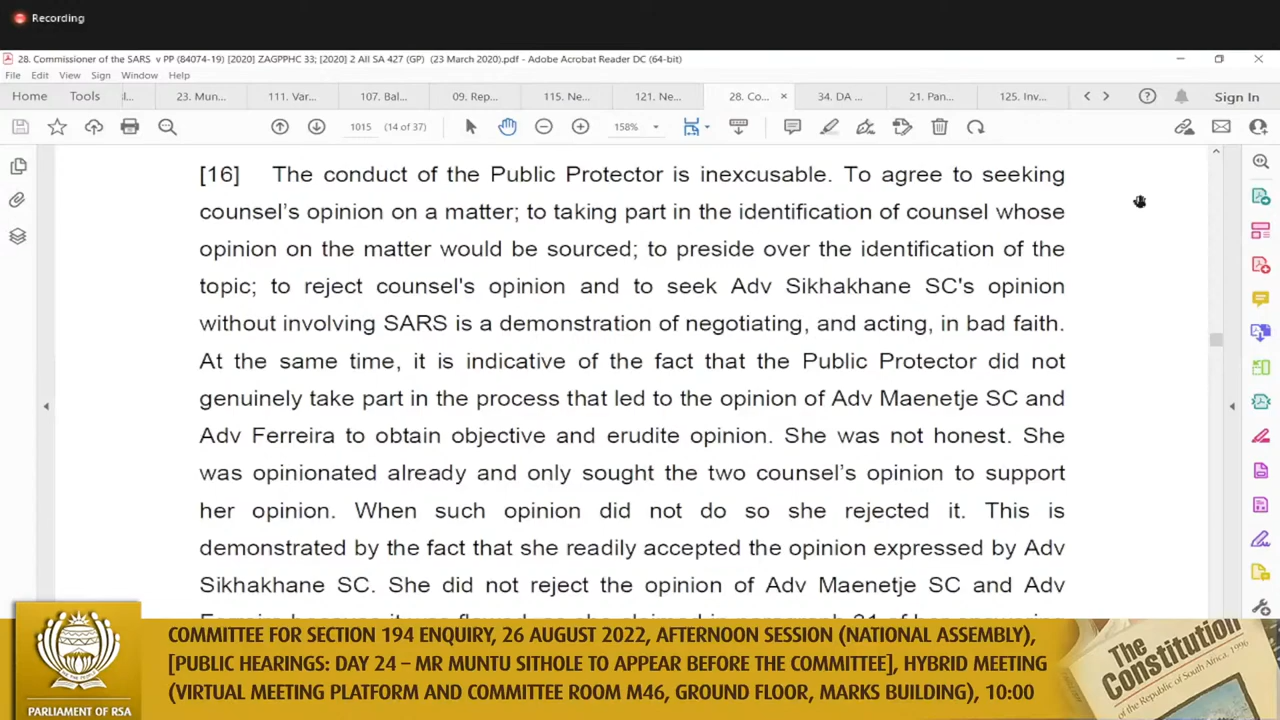 Recording
28. Commissioner of the SARS v PP (84074-19) [2020] ZAGPPHC 33; [2020] 2 All SA 427 (GP) (23 March 2020).pdf - Adobe Acrobat Reader DC (64-bit)
File Edit View Sign Window Help
Home Tools l... 23. Mun... 111. Var... 107. Bal... 09. Rep... 115. Ne... 121. Ne... 28. Co... × 34. DA ... 21. Pan... 125. Inv... Sign In
1015 (14 of 37) 158%
[16] The conduct of the Public Protector is inexcusable. To agree to seeking
counsel's opinion on a matter; to taking part in the identification of counsel whose
opinion on the matter would be sourced; to preside over the identification of the
topic; to reject counsel's opinion and to seek Adv Sikhakhane SC's opinion
without involving SARS is a demonstration of negotiating, and acting, in bad faith.
At the same time, it is indicative of the fact that the Public Protector did not
genuinely take part in the process that led to the opinion of Adv Maenetje SC and
Adv Ferreira to obtain objective and erudite opinion. She was not honest. She
was opinionated already and only sought the two counsel's opinion to support
her opinion. When such opinion did not do so she rejected it. This is
demonstrated by the fact that she readily accepted the opinion expressed by Adv
Sikhakhane SC. She did not reject the opinion of Adv Maenetje SC and Adv
COMMITTEE FOR SECTION 194 ENQUIRY, 26 AUGUST 2022, AFTERNOON SESSION (NATIONAL ASSEMBLY),
[PUBLIC HEARINGS: DAY 24 – MR MUNTU SITHOLE TO APPEAR BEFORE THE COMMITTEE], HYBRID MEETING
(VIRTUAL MEETING PLATFORM AND COMMITTEE ROOM M46, GROUND FLOOR, MARKS BUILDING), 10:00
PARLIAMENT OF RSA
The
Constitution
of the Republic of South Africa, 1996